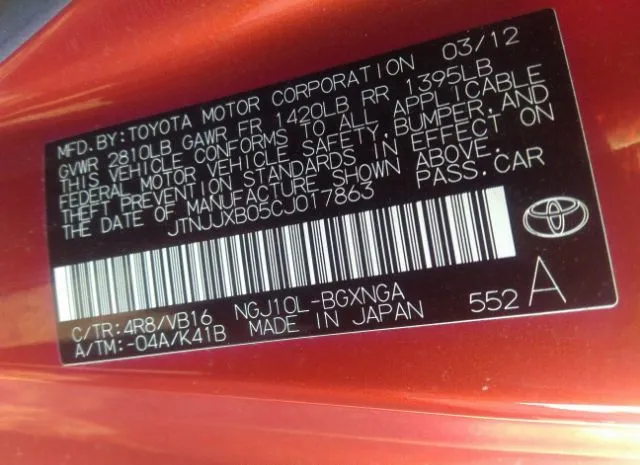 MFD.BY:TOYOTA MOTOR CORPORATION 03/12
GVWR 2810LB GAWR FR 1420LB RR 1395LB
THIS VEHICLE CONFORMS TO ALL APPLICABLE
FEDERAL MOTOR VEHICLE SAFETY,BUMPER,AND
THEFT PREVENTION STANDARDS IN EFFECT ON
THE DATE OF MANUFACTURE SHOWN ABOVE.
JTNJJXB05CJ017863 PASS.CAR
C/TR:4R8/VB16 NGJ10L-BGXNGA
A/TM:-04A/K41B MADE IN JAPAN 552 A